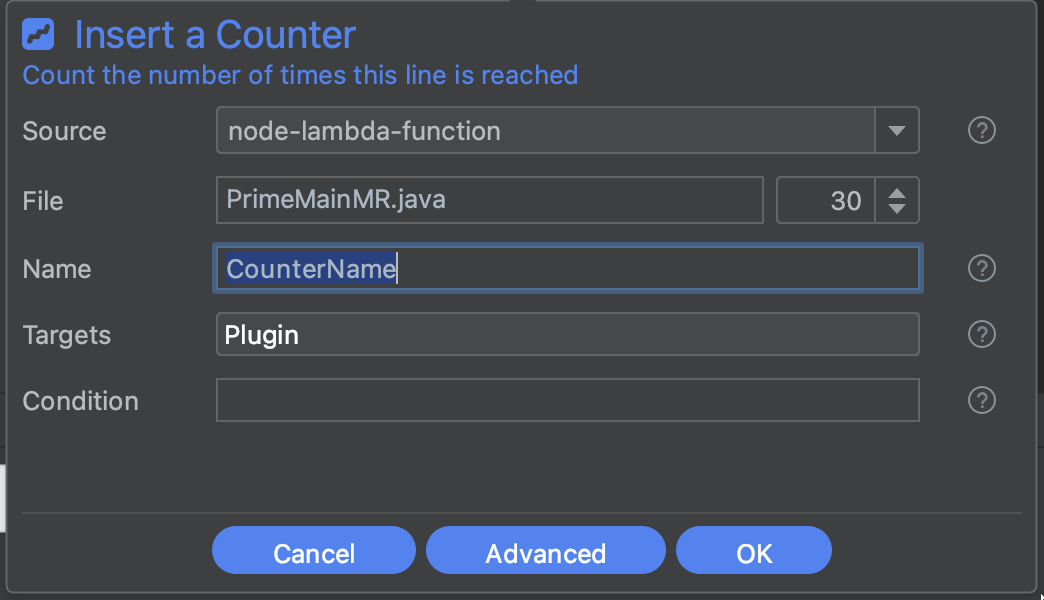 Insert a Counter
Count the number of times this line is reached
Source node-lambda-function ?
File PrimeMainMR.java 30
Name CounterName ?
Targets Plugin ?
Condition ?
Cancel Advanced OK